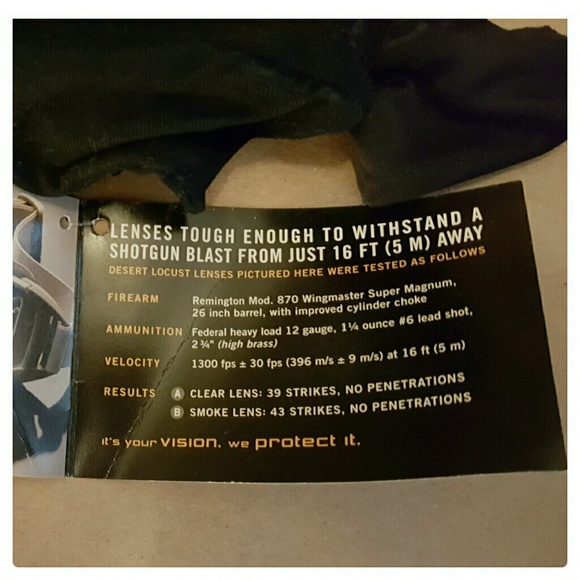 LENSES TOUGH ENOUGH TO WITHSTAND A
SHOTGUN BLAST FROM JUST 16 FT (5 M) AWAY
DESERT LOCUST LENSES PICTURED HERE WERE TESTED AS FOLLOWS
FIREARM Remington Mod. 870 Wingmaster Super Magnum,
26 inch barrel, with improved cylinder choke
AMMUNITION Federal heavy load 12 gauge, 1¼ ounce #6 lead shot,
2 ¾" (high brass)
VELOCITY 1300 fps ± 30 fps (396 m/s ± 9 m/s) at 16 ft (5 m)
RESULTS A CLEAR LENS: 39 STRIKES, NO PENETRATIONS
B SMOKE LENS: 43 STRIKES, NO PENETRATIONS
it's your VISION. we protect it.